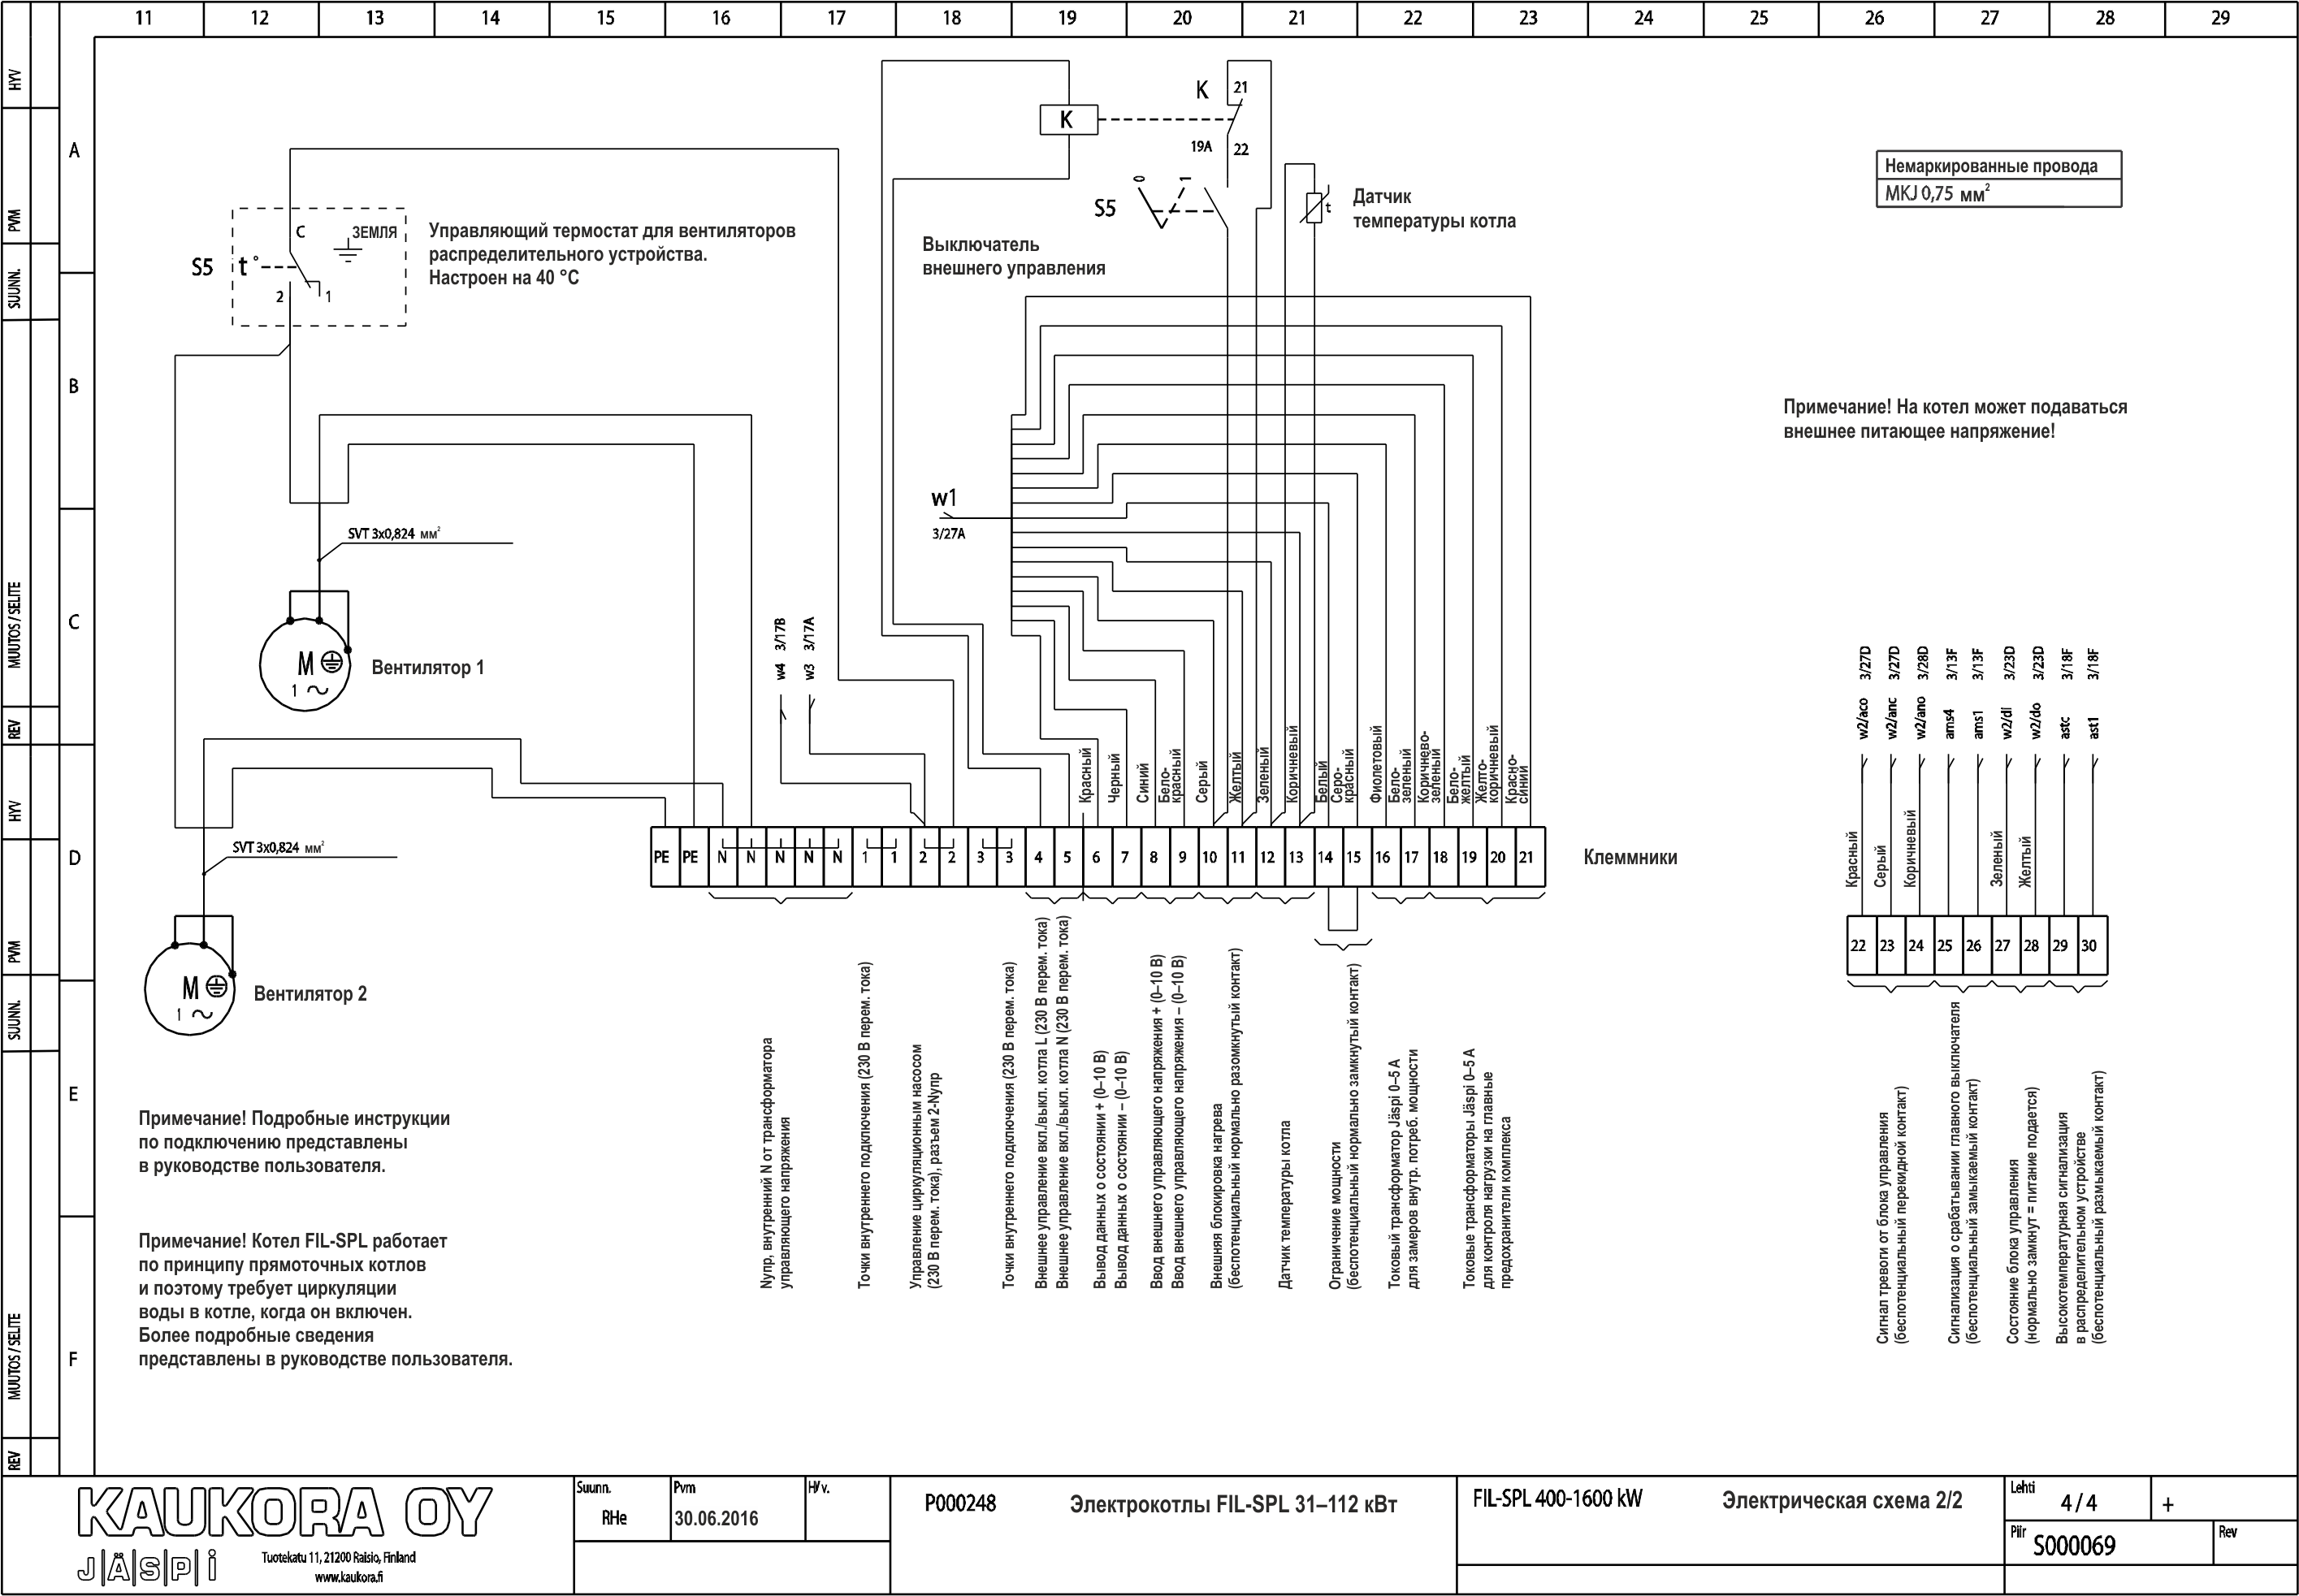 11 12 13 14 15 16 17 18 19 20 21 22 23 24 25 26 27 28 29
HYV
PVM
SUUNN.
MUUTOS / SELITE
REV
HYV
PVM
SUUNN.
MUUTOS / SELITE
REV
A
B
C
D
E
F
K
K
21
19A
22
S5
0
1
t
Датчик
температуры котла
Выключатель
внешнего управления
Немаркированные провода
MKJ 0,75 мм²
S5
t°
C
ЗЕМЛЯ
2
1
Управляющий термостат для вентиляторов
распределительного устройства.
Настроен на 40 °C
Примечание! На котел может подаваться
внешнее питающее напряжение!
w1
3/27A
SVT 3x0,824 мм²
M
1
Вентилятор 1
w4 3/17B
w3 3/17A
SVT 3x0,824 мм²
M
1
Вентилятор 2
Красный
Черный
Синий
Бело-
красный
Серый
Желтый
Зеленый
Коричневый
Белый
Серо-
красный
Фиолетовый
Бело-
зеленый
Коричнево-
зеленый
Бело-
желтый
Желто-
коричневый
Красно-
синий
PE PE N N N N N 1 1 2 2 3 3 4 5 6 7 8 9 10 11 12 13 14 15 16 17 18 19 20 21
Клеммники
Nупр, внутренний N от трансформатора
управляющего напряжения
Точки внутреннего подключения (230 В перем. тока)
Управление циркуляционным насосом
(230 В перем. тока), разъем 2-Nупр
Точки внутреннего подключения (230 В перем. тока)
Внешнее управление вкл./выкл. котла L (230 В перем. тока)
Внешнее управление вкл./выкл. котла N (230 В перем. тока)
Вывод данных о состоянии + (0–10 В)
Вывод данных о состоянии – (0–10 В)
Ввод внешнего управляющего напряжения + (0–10 В)
Ввод внешнего управляющего напряжения – (0–10 В)
Внешняя блокировка нагрева
(беспотенциальный нормально разомкнутый контакт)
Датчик температуры котла
Ограничение мощности
(беспотенциальный нормально замкнутый контакт)
Токовый трансформатор Jäspi 0–5 A
для замеров внутр. потреб. мощности
Токовые трансформаторы Jäspi 0–5 A
для контроля нагрузки на главные
предохранители комплекса
w2/aco 3/27D
w2/anc 3/27D
w2/ano 3/28D
ams4 3/13F
ams1 3/13F
w2/di 3/23D
w2/do 3/23D
astc 3/18F
ast1 3/18F
Красный
Серый
Коричневый
Зеленый
Желтый
22 23 24 25 26 27 28 29 30
Сигнал тревоги от блока управления
(беспотенциальный перекидной контакт)
Сигнализация о срабатывании главного выключателя
(беспотенциальный замыкаемый контакт)
Состояние блока управления
(нормально замкнут = питание подается)
Высокотемпературная сигнализация
в распределительном устройстве
(беспотенциальный размыкаемый контакт)
Примечание! Подробные инструкции
по подключению представлены
в руководстве пользователя.
Примечание! Котел FIL-SPL работает
по принципу прямоточных котлов
и поэтому требует циркуляции
воды в котле, когда он включен.
Более подробные сведения
представлены в руководстве пользователя.
KAUKORA OY
JÄSPI
Tuotekatu 11, 21200 Raisio, Finland
www.kaukora.fi
Suunn.
RHe
Pvm
30.06.2016
HV v.
P000248
Электрокотлы FIL-SPL 31–112 кВт
FIL-SPL 400-1600 kW
Электрическая схема 2/2
Lehti
4 / 4
+
Piir
S000069
Rev